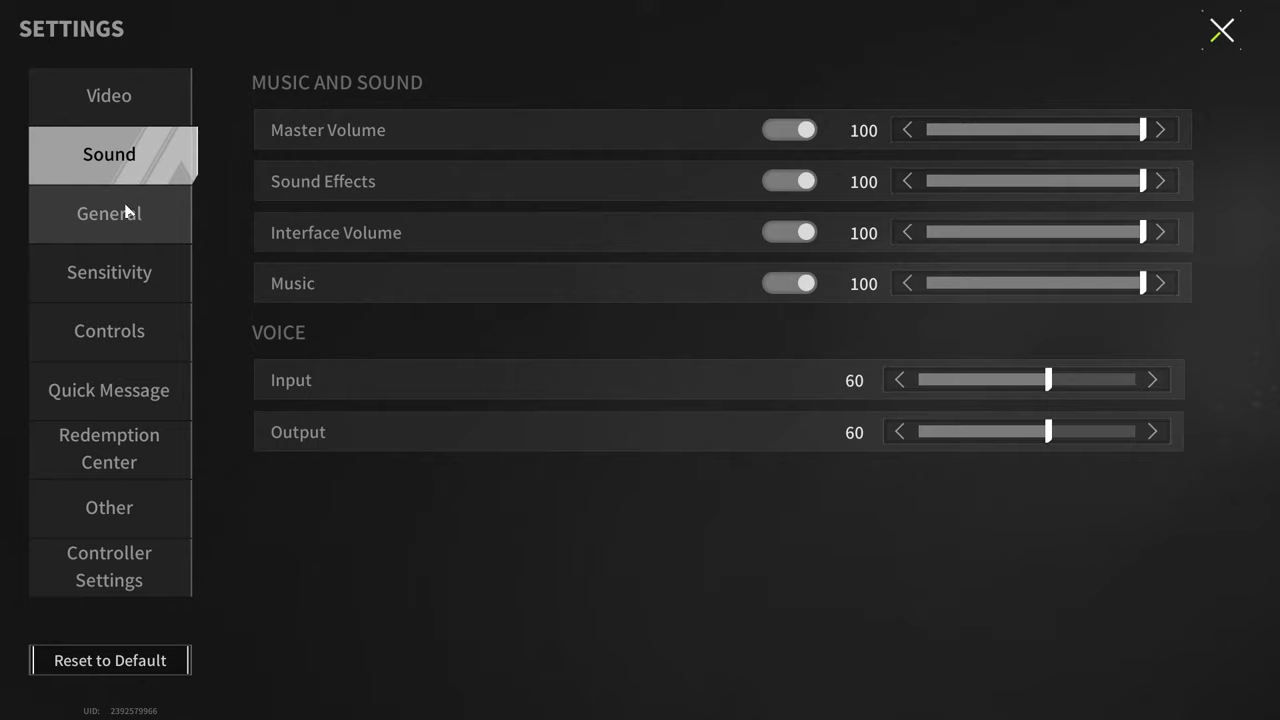 SETTINGS
Video
Sound
General
Sensitivity
Controls
Quick Message
Redemption
Center
Other
Controller
Settings
Reset to Default
UID: 2392579966
MUSIC AND SOUND
Master Volume 100
Sound Effects 100
Interface Volume 100
Music 100
VOICE
Input 60
Output 60